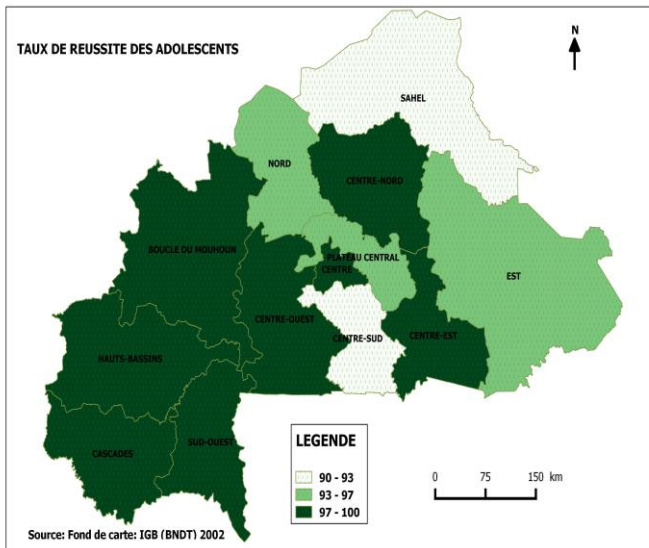 TAUX DE REUSSITE DES ADOLESCENTS
N
SAHEL
NORD
CENTRE-NORD
BOUCLE DU MOUHOUN
PLATEAU CENTRAL
CENTRE
EST
CENTRE-OUEST
CENTRE-SUD
CENTRE-EST
HAUTS-BASSINS
SUD-OUEST
CASCADES
LEGENDE
90 - 93
93 - 97
97 - 100
0 75 150 km
Source: Fond de carte: IGB (BNDT) 2002